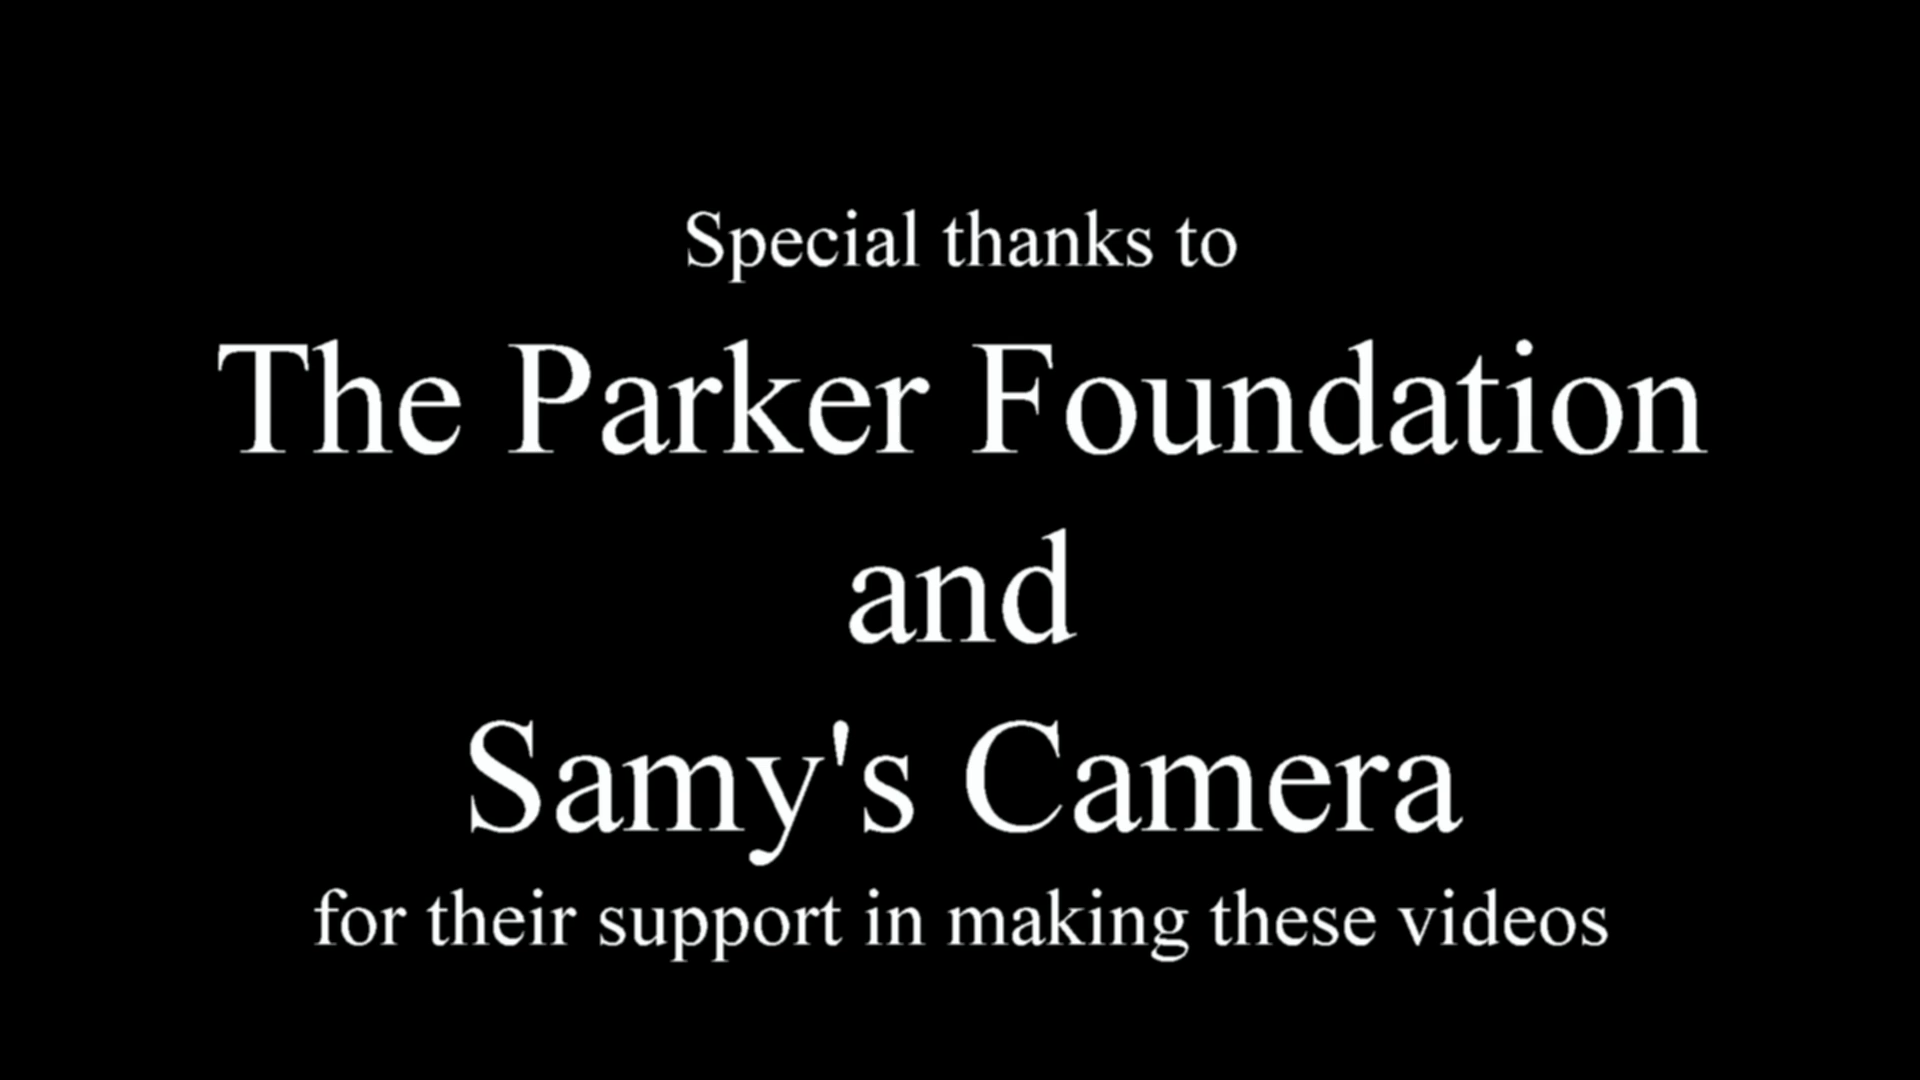 Special thanks to
The Parker Foundation
and
Samy's Camera
for their support in making these videos